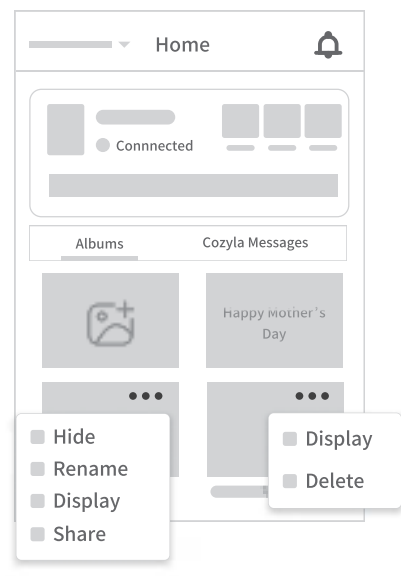 Home
Connnected
Albums
Cozyla Messages
Happy Mother's
Day
Hide
Rename
Display
Share
Display
Delete